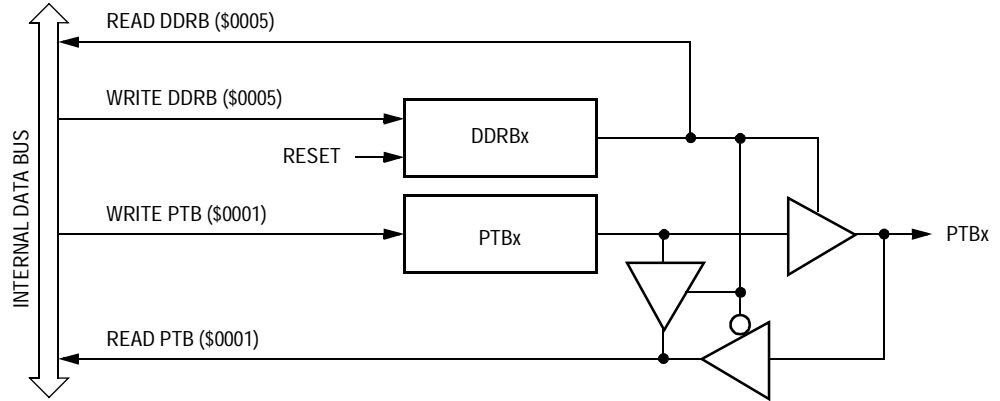 READ DDRB ($0005)
WRITE DDRB ($0005)
DDRBx
RESET
INTERNAL DATA BUS
WRITE PTB ($0001)
PTBx
PTBx
READ PTB ($0001)